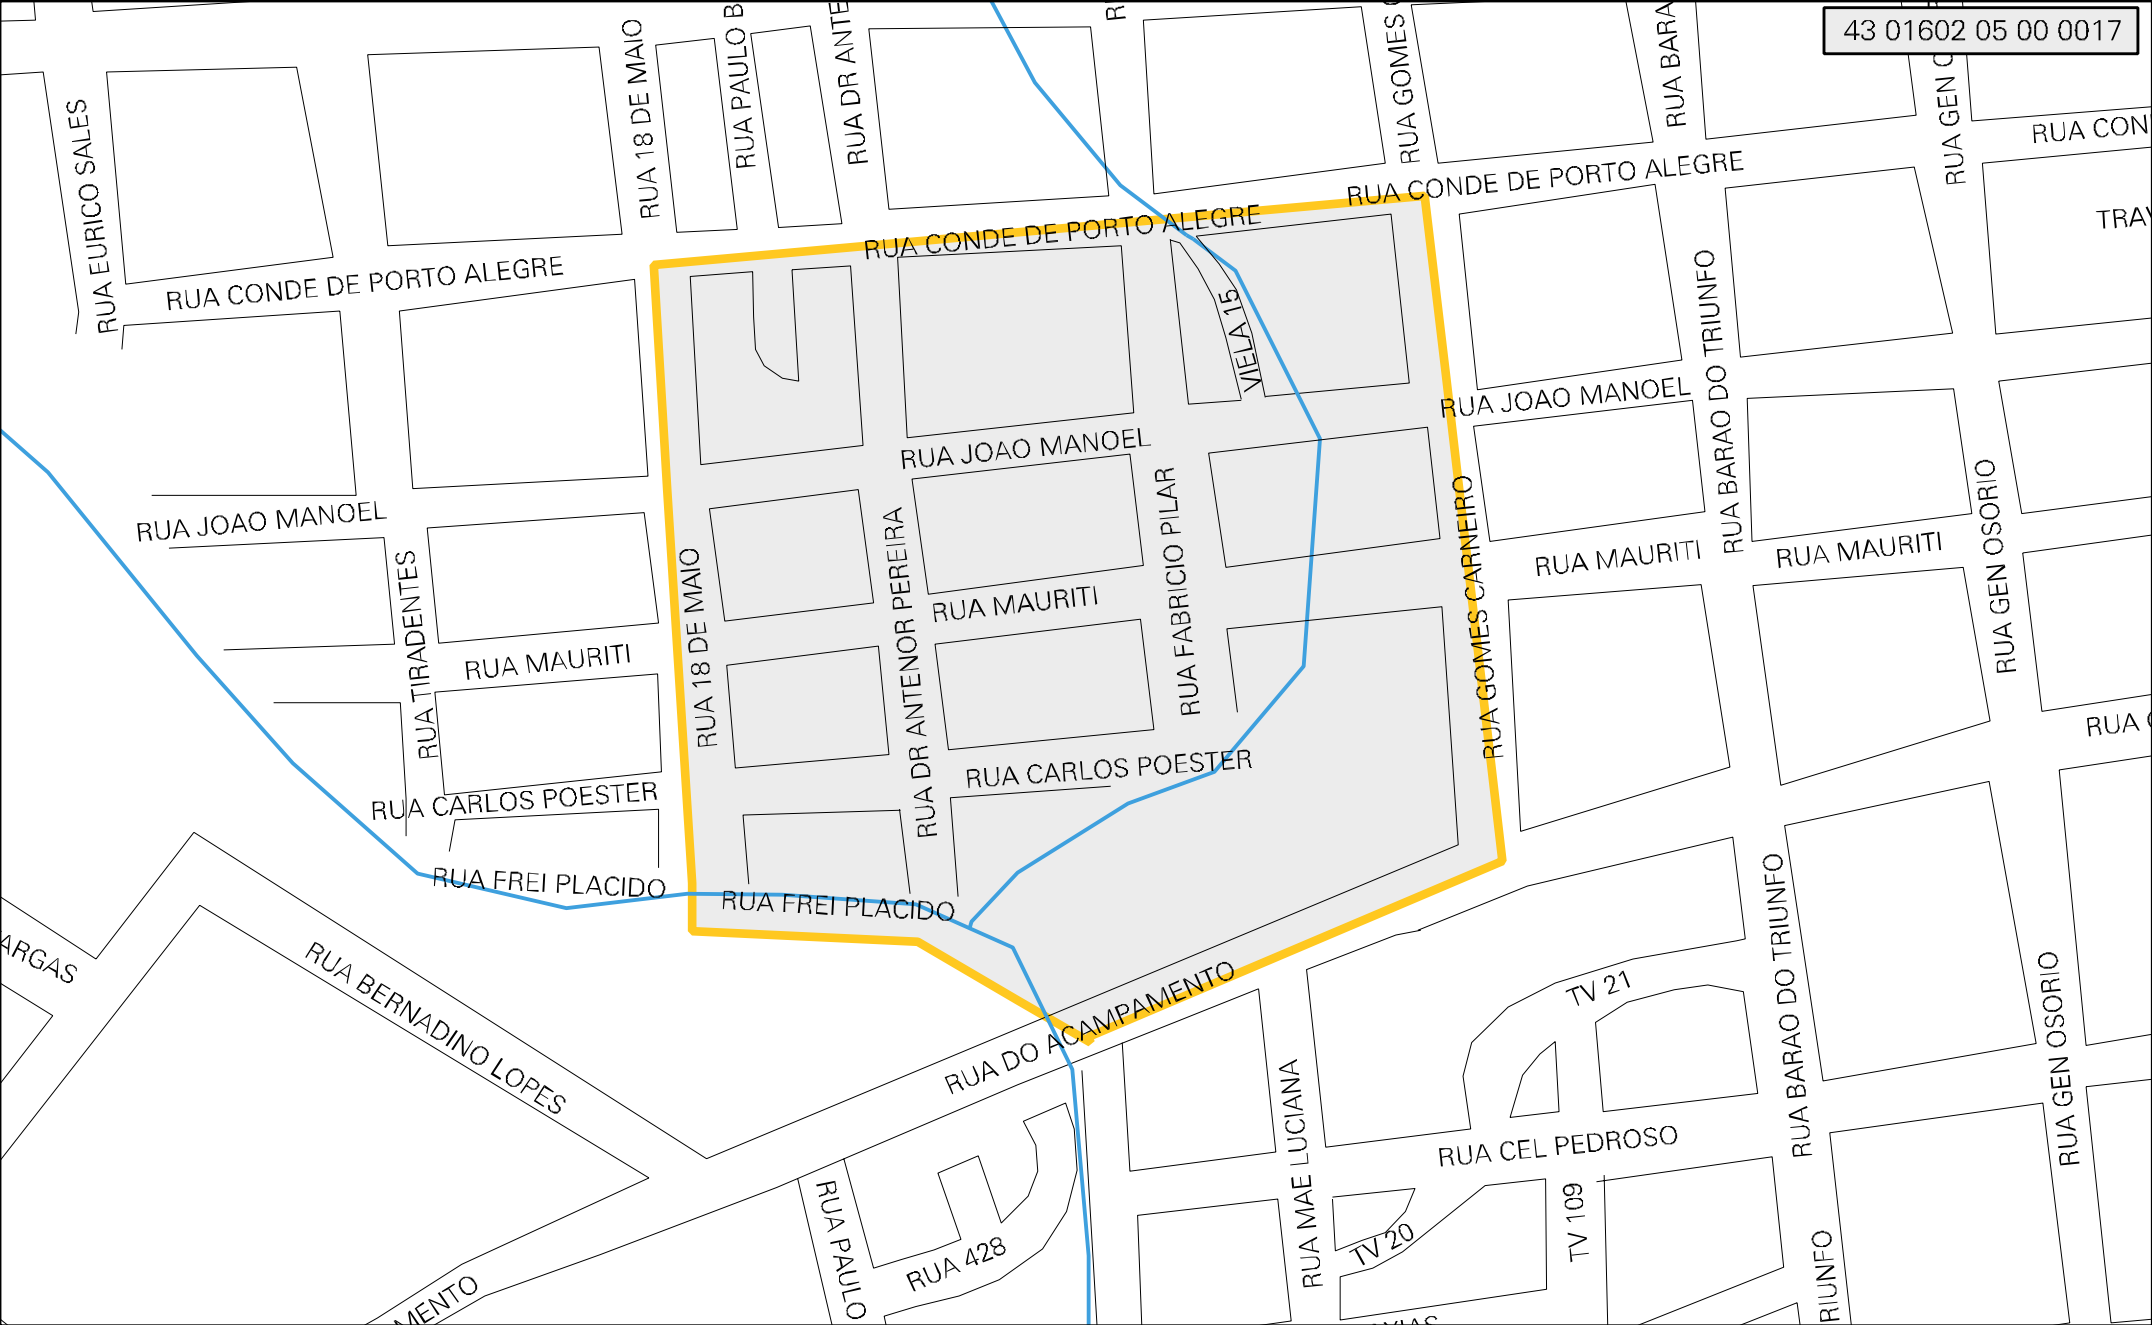 43 01602 05 00 0017
RUA EURICO SALES
RUA 18 DE MAIO
RUA PAULO B
RUA DR ANTE
R
RUA GOMES
RUA BARA
RUA GEN
RUA CON
TRAV
RUA CONDE DE PORTO ALEGRE
RUA CONDE DE PORTO ALEGRE
RUA CONDE DE PORTO ALEGRE
VIELA 15
RUA JOAO MANOEL
RUA JOAO MANOEL
RUA JOAO MANOEL
RUA BARAO DO TRIUNFO
RUA TIRADENTES
RUA 18 DE MAIO
RUA DR ANTENOR PEREIRA
RUA FABRICIO PILAR
RUA GOMES CARNEIRO
RUA GEN OSORIO
RUA MAURITI
RUA MAURITI
RUA MAURITI
RUA MAURITI
RUA
RUA CARLOS POESTER
RUA CARLOS POESTER
RUA FREI PLACIDO
RUA FREI PLACIDO
ARGAS
RUA BERNADINO LOPES
RUA DO ACAMPAMENTO
TV 21
RUA BARAO DO TRIUNFO
RUA GEN OSORIO
RUA MAE LUCIANA
RUA CEL PEDROSO
TV 109
TV 20
RUA PAULO
RUA 428
MENTO
RIUNFO